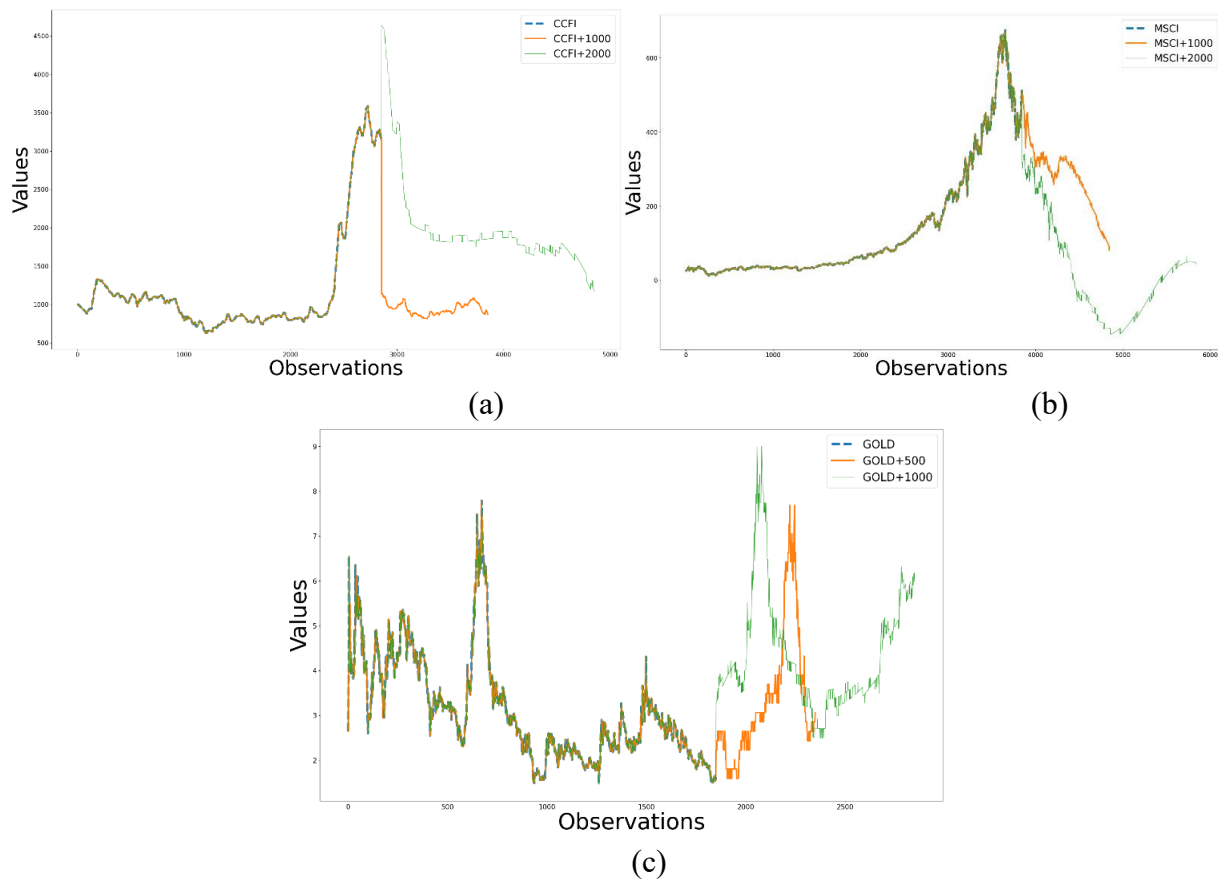 CCFI
CCFI+1000
CCFI+2000
4500
4000
3500
3000
2500
2000
1500
1000
500
Values
0
1000
2000
3000
4000
5000
Observations
(a)
MSCI
MSCI+1000
MSCI+2000
600
400
200
0
Values
0
1000
2000
3000
4000
5000
6000
Observations
(b)
GOLD
GOLD+500
GOLD+1000
9
8
7
6
5
4
3
2
Values
0
500
1000
1500
2000
2500
Observations
(c)